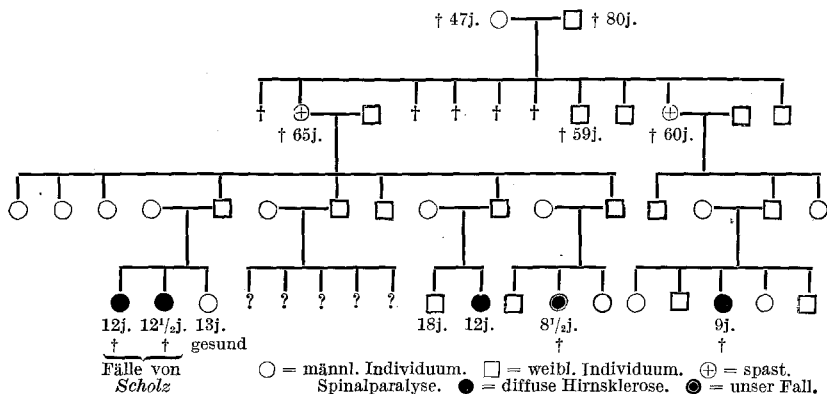 † 47j. † 80j.
† † † † †
† 65j. † 59j. † 60j.
? ? ? ? ?
12j. 12¹/₂j. 13j. 18j. 12j. 8¹/₂j. 9j.
† † gesund † †
Fälle von
Scholz
= männl. Individuum. = weibl. Individuum. = spast.
Spinalparalyse. = diffuse Hirnsklerose. = unser Fall.